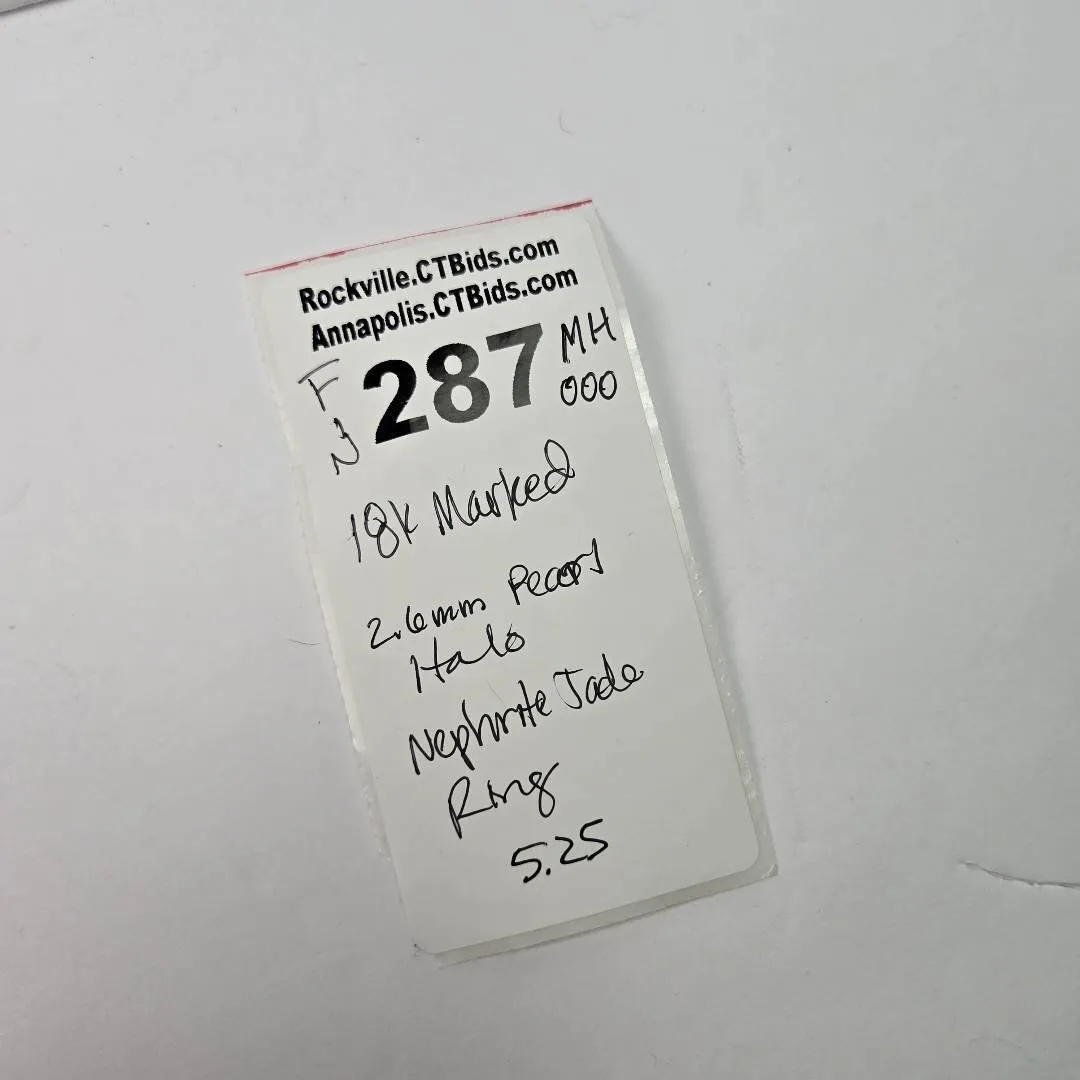 Rockville.CTBids.com
Annapolis.CTBids.com
F 287 MH
N 000
18k Marked
2.6mm Pearl
Halo
Nephrite Jade
Ring
5.25